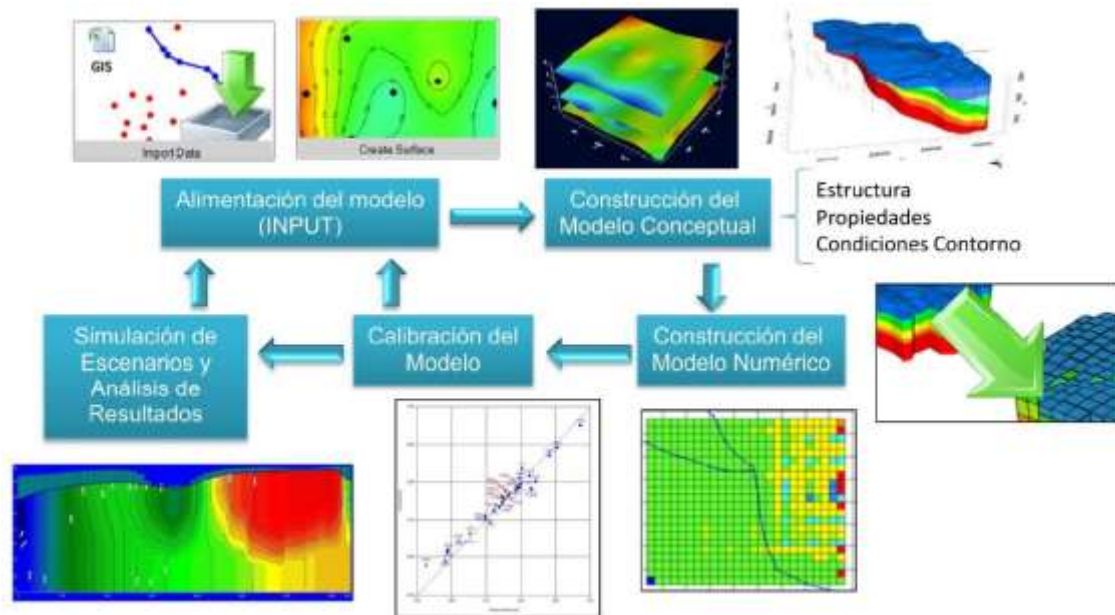 GIS
Import Data
Create Surface
Alimentación del modelo
(INPUT)
Construcción del
Modelo Conceptual
Estructura
Propiedades
Condiciones Contorno
Simulación de
Escenarios y
Análisis de
Resultados
Calibración del
Modelo
Construcción del
Modelo Numérico